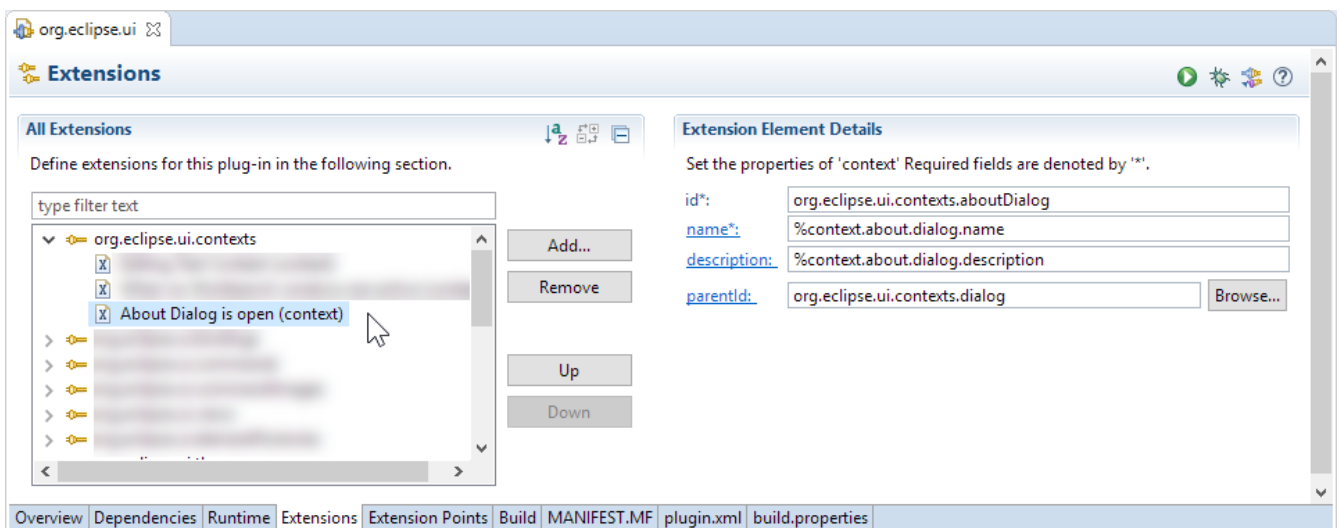 org.eclipse.ui
Extensions
All Extensions
Define extensions for this plug-in in the following section.
type filter text
org.eclipse.ui.contexts
About Dialog is open (context)
Add...
Remove
Up
Down
Extension Element Details
Set the properties of 'context' Required fields are denoted by '*'.
id*: org.eclipse.ui.contexts.aboutDialog
name*: %context.about.dialog.name
description: %context.about.dialog.description
parentId: org.eclipse.ui.contexts.dialog Browse...
Overview Dependencies Runtime Extensions Extension Points Build MANIFEST.MF plugin.xml build.properties